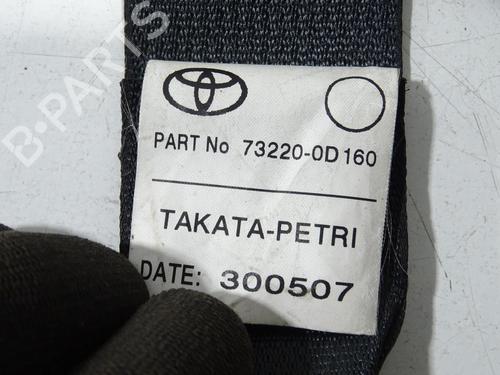 PART No 73220-0D160
TAKATA-PETRI
DATE: 300507
B-PARTS